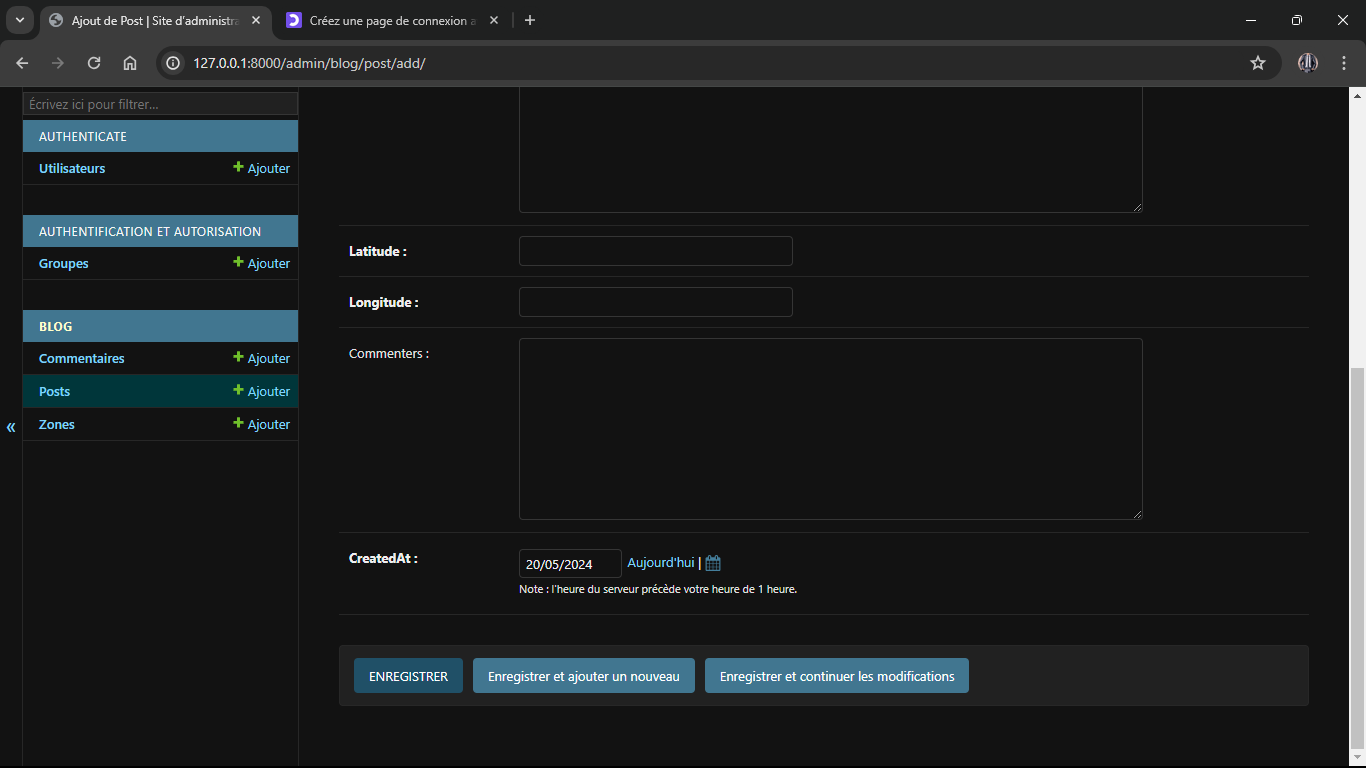 Ajout de Post | Site d'administra
Créez une page de connexion a
127.0.0.1:8000/admin/blog/post/add/
Écrivez ici pour filtrer...
AUTHENTICATE
Utilisateurs Ajouter
AUTHENTIFICATION ET AUTORISATION
Groupes Ajouter
BLOG
Commentaires Ajouter
Posts Ajouter
Zones Ajouter
«
Latitude :
Longitude :
Commenters :
CreatedAt :
20/05/2024 Aujourd'hui |
Note : l'heure du serveur précède votre heure de 1 heure.
ENREGISTRER
Enregistrer et ajouter un nouveau
Enregistrer et continuer les modifications